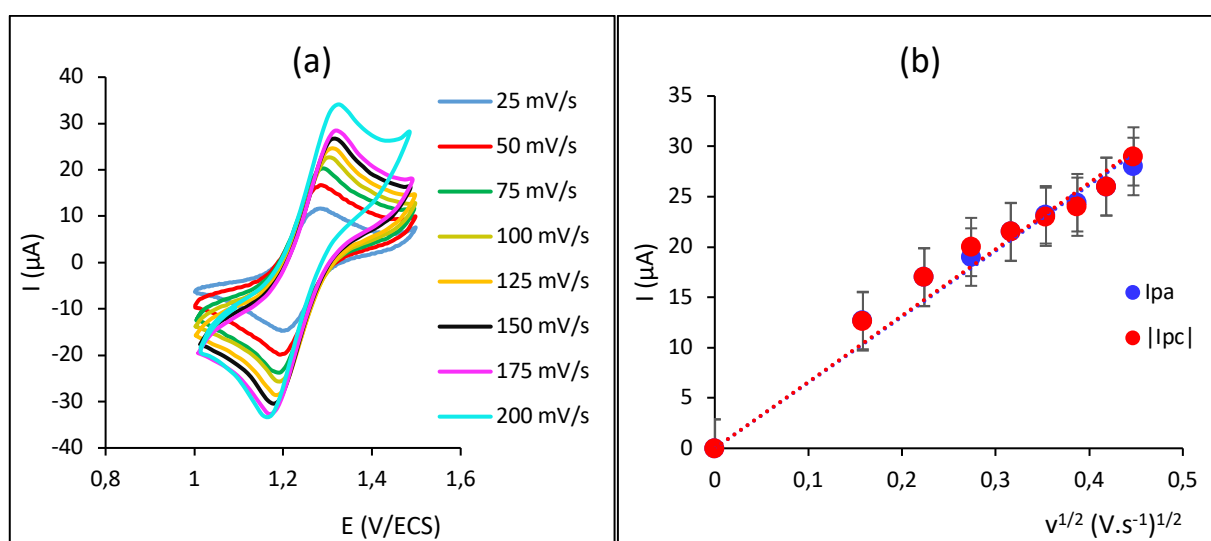 (a)
I (µA)
40
30
20
10
0
-10
-20
-30
-40
0,8
1
1,2
1,4
1,6
E (V/ECS)
25 mV/s
50 mV/s
75 mV/s
100 mV/s
125 mV/s
150 mV/s
175 mV/s
200 mV/s
(b)
I (µA)
35
30
25
20
15
10
5
0
0
0,1
0,2
0,3
0,4
0,5
v¹/² (V.s⁻¹)¹/²
Ipa
|Ipc|